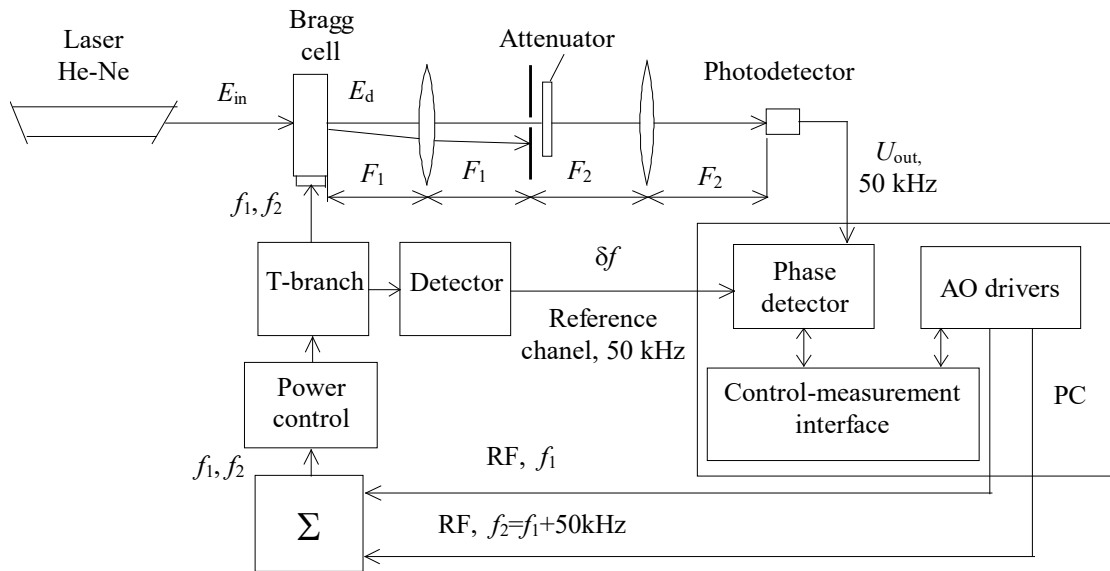 Laser
He-Ne
Bragg
cell
Attenuator
Photodetector
E_in
E_d
F_1
F_1
F_2
F_2
U_out,
50 kHz
f_1, f_2
T-branch
Detector
δf
Reference
chanel, 50 kHz
Phase
detector
AO drivers
Power
control
Control-measurement
interface
PC
f_1, f_2
Σ
RF, f_1
RF, f_2=f_1+50kHz